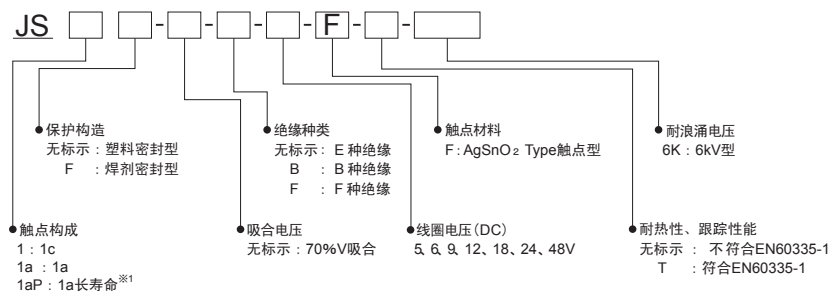 JS - - - - F - -
保护构造
无标示：塑料密封型
F ：焊剂密封型
绝缘种类
无标示：E 种绝缘
B ：B 种绝缘
F ：F 种绝缘
触点材料
F：AgSnO₂ Type触点型
耐浪涌电压
6K：6kV型
触点构成
1：1c
1a：1a
1aP：1a长寿命※1
吸合电压
无标示：70%V吸合
线圈电压（DC）
5、6、9、12、18、24、48V
耐热性、跟踪性能
无标示：不符合EN60335-1
T ：符合EN60335-1